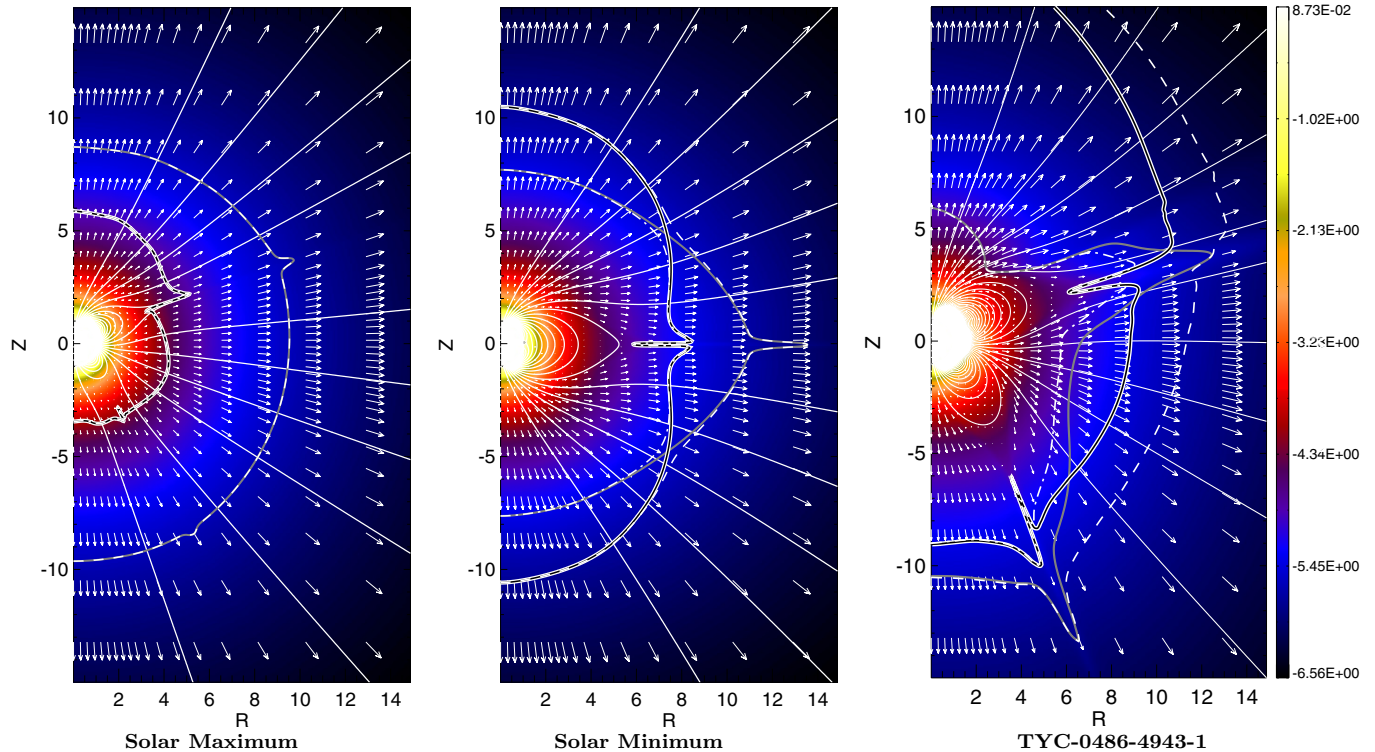 Z
10
5
0
-5
-10
2 4 6 8 10 12 14
R
Solar Maximum
Z
10
5
0
-5
-10
2 4 6 8 10 12 14
R
Solar Minimum
Z
10
5
0
-5
-10
2 4 6 8 10 12 14
R
TYC-0486-4943-1
8.73E-02
-1.02E+00
-2.13E+00
-3.23E+00
-4.34E+00
-5.45E+00
-6.56E+00